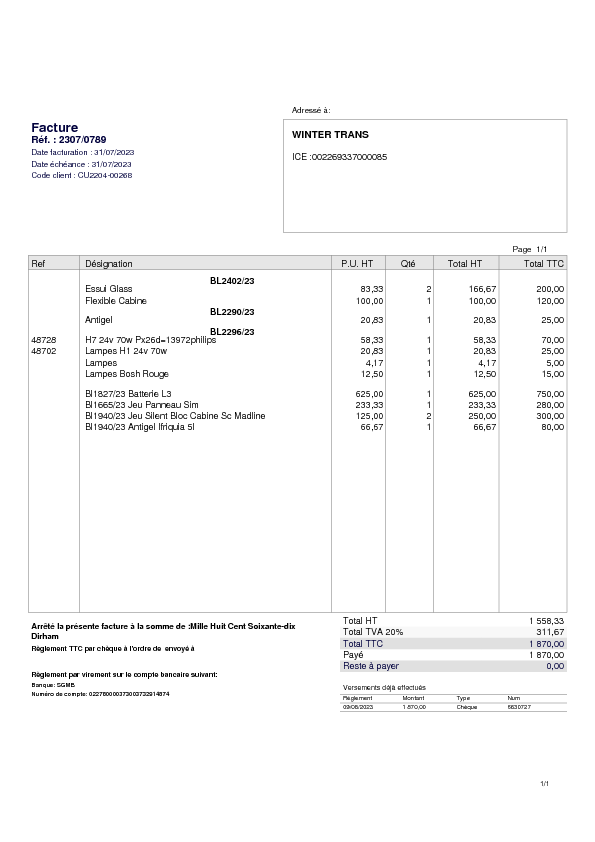 Adressé à:
Facture
Réf. : 2307/0789
Date facturation : 31/07/2023
Date échéance : 31/07/2023
Code client : CU2204-00268
WINTER TRANS
ICE :002269337000085
Page 1/1
Ref Désignation P.U. HT Qté Total HT Total TTC
BL2402/23
Essui Glass 83,33 2 166,67 200,00
Flexible Cabine 100,00 1 100,00 120,00
BL2290/23
Antigel 20,83 1 20,83 25,00
BL2296/23
48728 H7 24v 70w Px26d=13972philips 58,33 1 58,33 70,00
48702 Lampes H1 24v 70w 20,83 1 20,83 25,00
Lampes 4,17 1 4,17 5,00
Lampes Bosh Rouge 12,50 1 12,50 15,00
Bl1827/23 Batterie L3 625,00 1 625,00 750,00
Bl1665/23 Jeu Panneau Sim 233,33 1 233,33 280,00
Bl1940/23 Jeu Silent Bloc Cabine Sc Madline 125,00 2 250,00 300,00
Bl1940/23 Antigel Ifriquia 5l 66,67 1 66,67 80,00
Arrêté la présente facture à la somme de :Mille Huit Cent Soixante-dix
Dirham
Règlement TTC par chèque à l'ordre de envoyé à
Règlement par virement sur le compte bancaire suivant:
Banque: SGMB
Numéro de compte:
Total HT 1 558,33
Total TVA 20% 311,67
Total TTC 1 870,00
Payé 1 870,00
Reste à payer 0,00
Versements déjà effectués
Règlement Montant Type Num
09/08/2023 1 870,00 Chèque 5830727
1/1